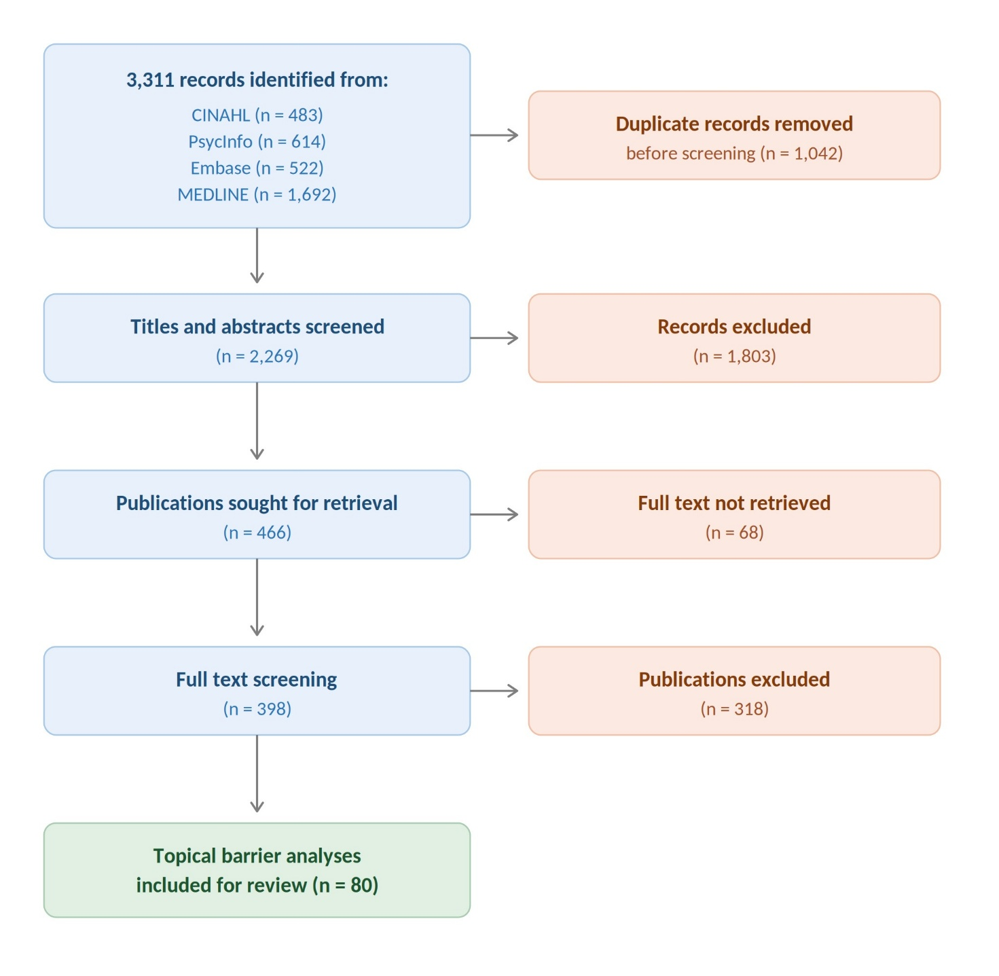 3,311 records identified from:
CINAHL (n = 483)
PsycInfo (n = 614)
Embase (n = 522)
MEDLINE (n = 1,692)
Duplicate records removed
before screening (n = 1,042)
Titles and abstracts screened
(n = 2,269)
Records excluded
(n = 1,803)
Publications sought for retrieval
(n = 466)
Full text not retrieved
(n = 68)
Full text screening
(n = 398)
Publications excluded
(n = 318)
Topical barrier analyses
included for review (n = 80)